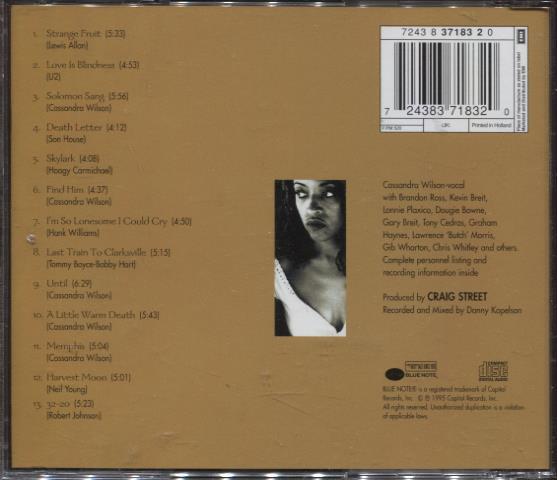 1. Strange Fruit (5:33)
(Lewis Allan)
2. Love Is Blindness (4:53)
(U2)
3. Solomon Sang (5:56)
(Cassandra Wilson)
4. Death Letter (4:12)
(Son House)
5. Skylark (4:08)
(Hoagy Carmichael)
6. Find Him (4:37)
(Cassandra Wilson)
7. I'm So Lonesome I Could Cry (4:50)
(Hank Williams)
8. Last Train To Clarksville (5:15)
(Tommy Boyce-Bobby Hart)
9. Until (6:29)
(Cassandra Wilson)
10. A Little Warm Death (5:43)
(Cassandra Wilson)
11. Memphis (5:04)
(Cassandra Wilson)
12. Harvest Moon (5:01)
(Neil Young)
13. 32-20 (5:23)
(Robert Johnson)
7243 8 37183 2 0
7 24383 71832 0
Printed in Holland
EMI
Cassandra Wilson-vocal
with Brandon Ross, Kevin Breit,
Lonnie Plaxico, Dougie Bowne,
Gary Breit, Tony Cedras, Graham
Haynes, Lawrence 'Butch' Morris,
Gib Wharton, Chris Whitley and others.
Complete personnel listing and
recording information inside
Produced by CRAIG STREET
Recorded and Mixed by Danny Kopelson
BLUE NOTE
COMPACT
disc
DIGITAL AUDIO
BLUE NOTE® is a registered trademark of Capitol
Records, Inc. © ℗ 1995 Capitol Records, Inc.
All rights reserved. Unauthorized duplication is a violation
of applicable laws.